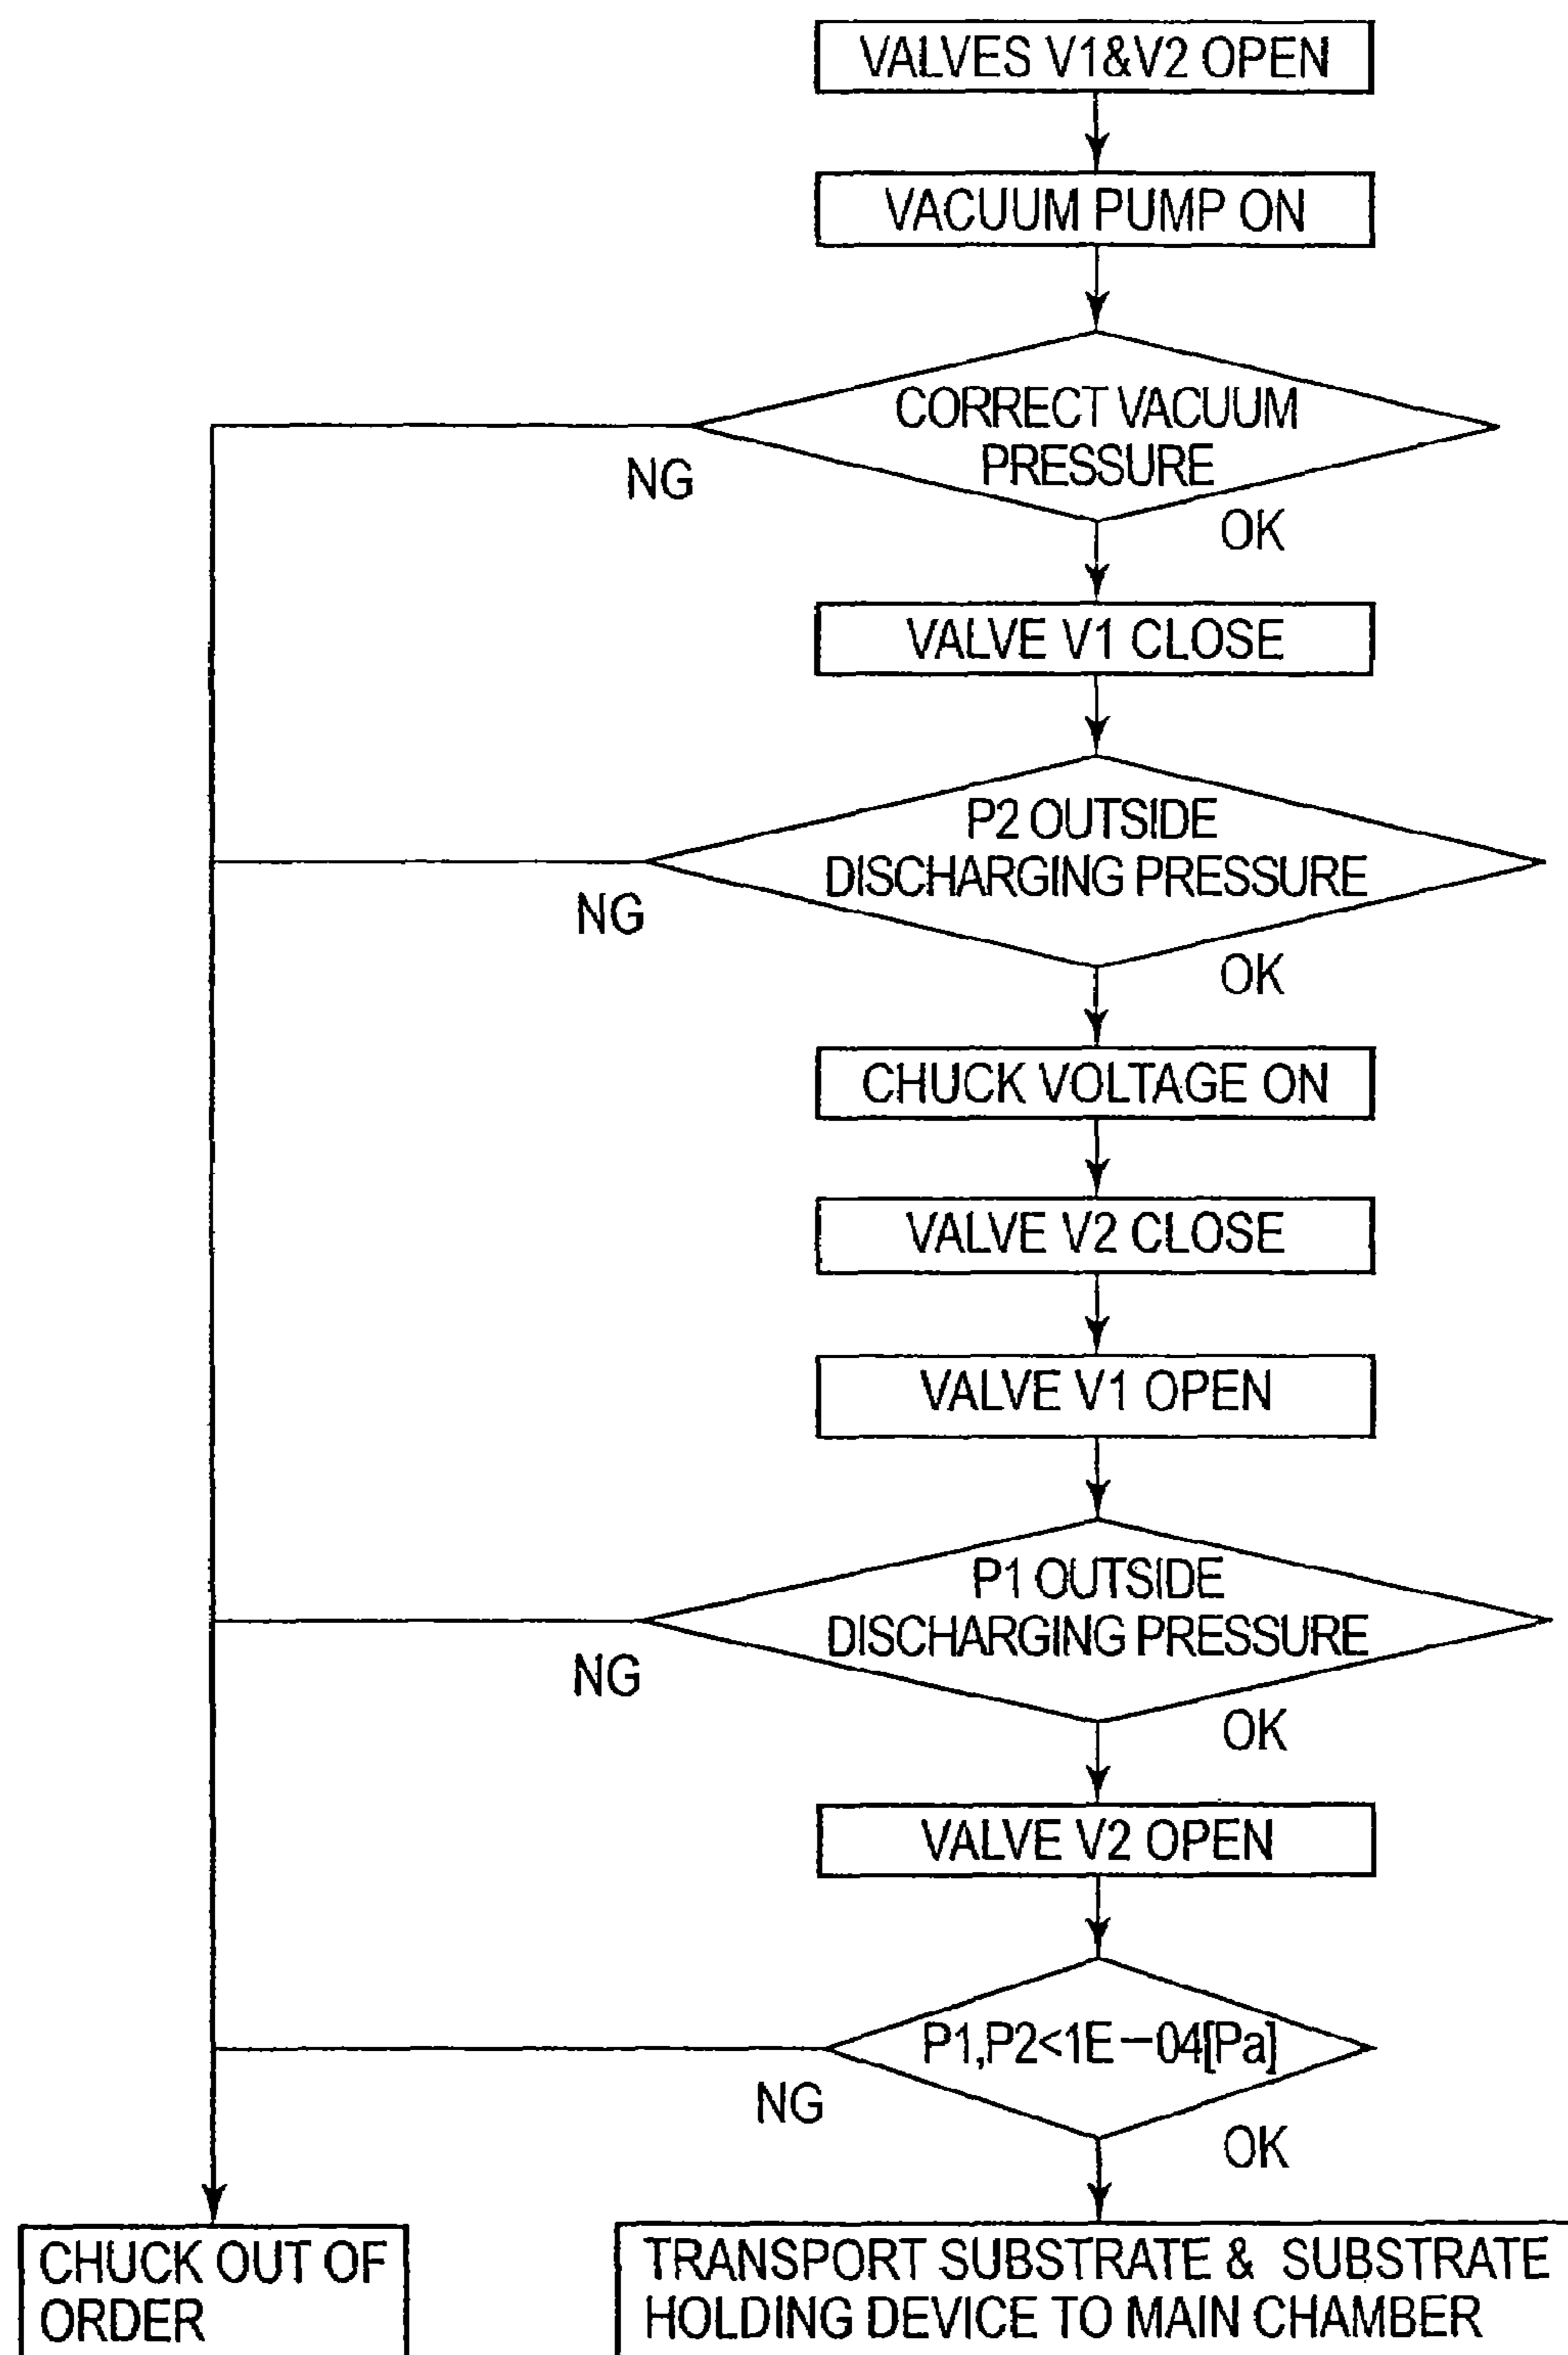 VALVES V1&V2 OPEN
VACUUM PUMP ON
CORRECT VACUUM
PRESSURE
NG
OK
VALVE V1 CLOSE
P2 OUTSIDE
DISCHARGING PRESSURE
NG
OK
CHUCK VOLTAGE ON
VALVE V2 CLOSE
VALVE V1 OPEN
P1 OUTSIDE
DISCHARGING PRESSURE
NG
OK
VALVE V2 OPEN
P1,P2<1E－04[Pa]
NG
OK
CHUCK OUT OF
ORDER
TRANSPORT SUBSTRATE & SUBSTRATE
HOLDING DEVICE TO MAIN CHAMBER